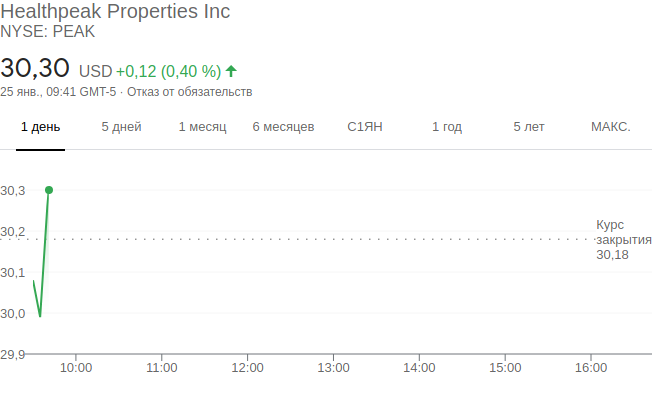 Healthpeak Properties Inc
NYSE: PEAK
30,30 USD +0,12 (0,40 %)
25 янв., 09:41 GMT-5 · Отказ от обязательств
1 день 5 дней 1 месяц 6 месяцев С1ЯН 1 год 5 лет МАКС.
30,3
30,2
30,1
30,0
29,9
Курс
закрытия
30,18
10:00 11:00 12:00 13:00 14:00 15:00 16:00